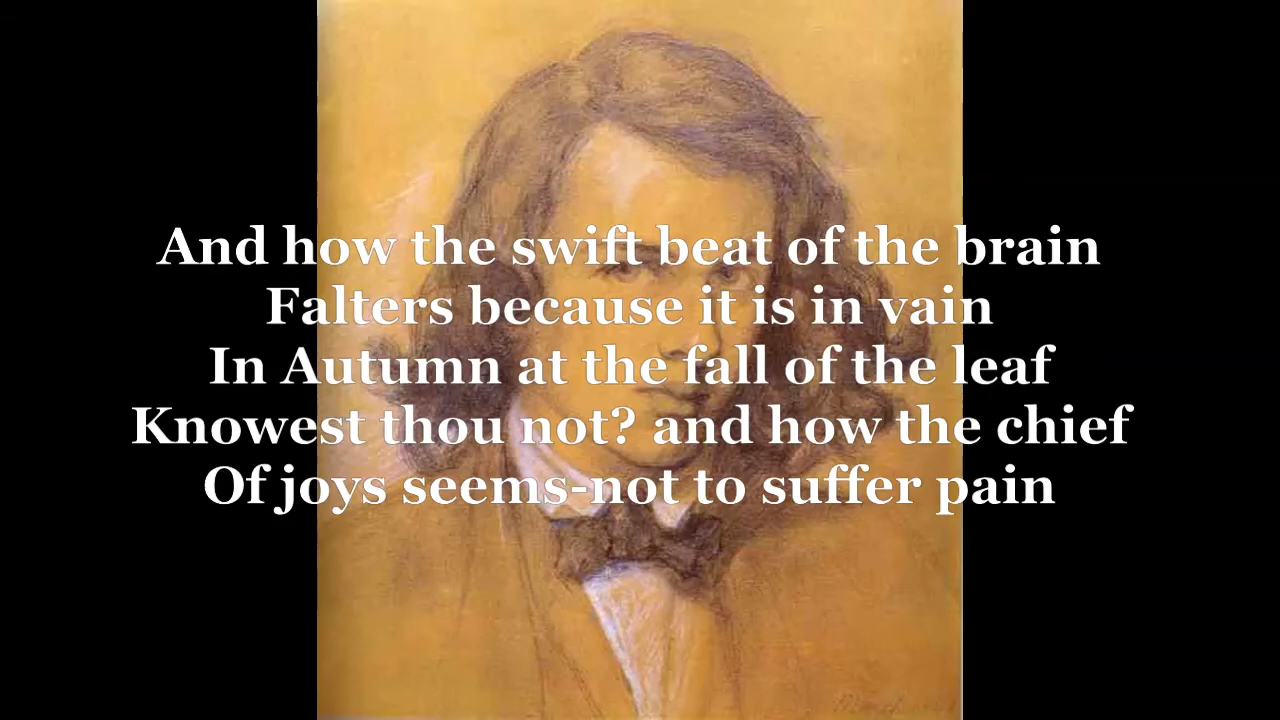 And how the swift beat of the brain
Falters because it is in vain
In Autumn at the fall of the leaf
Knowest thou not? and how the chief
Of joys seems-not to suffer pain